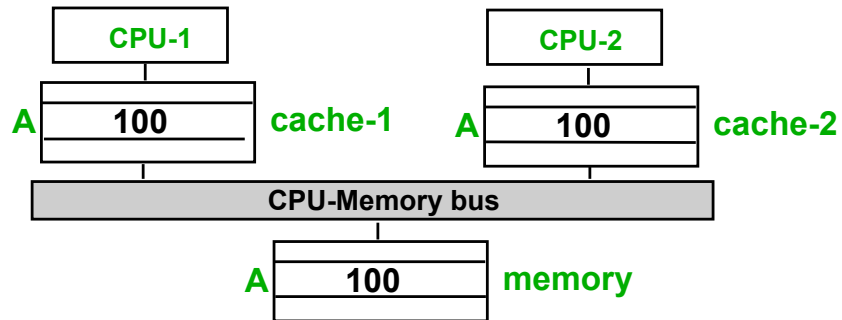 CPU-1
CPU-2
A 100 cache-1
A 100 cache-2
CPU-Memory bus
A 100 memory